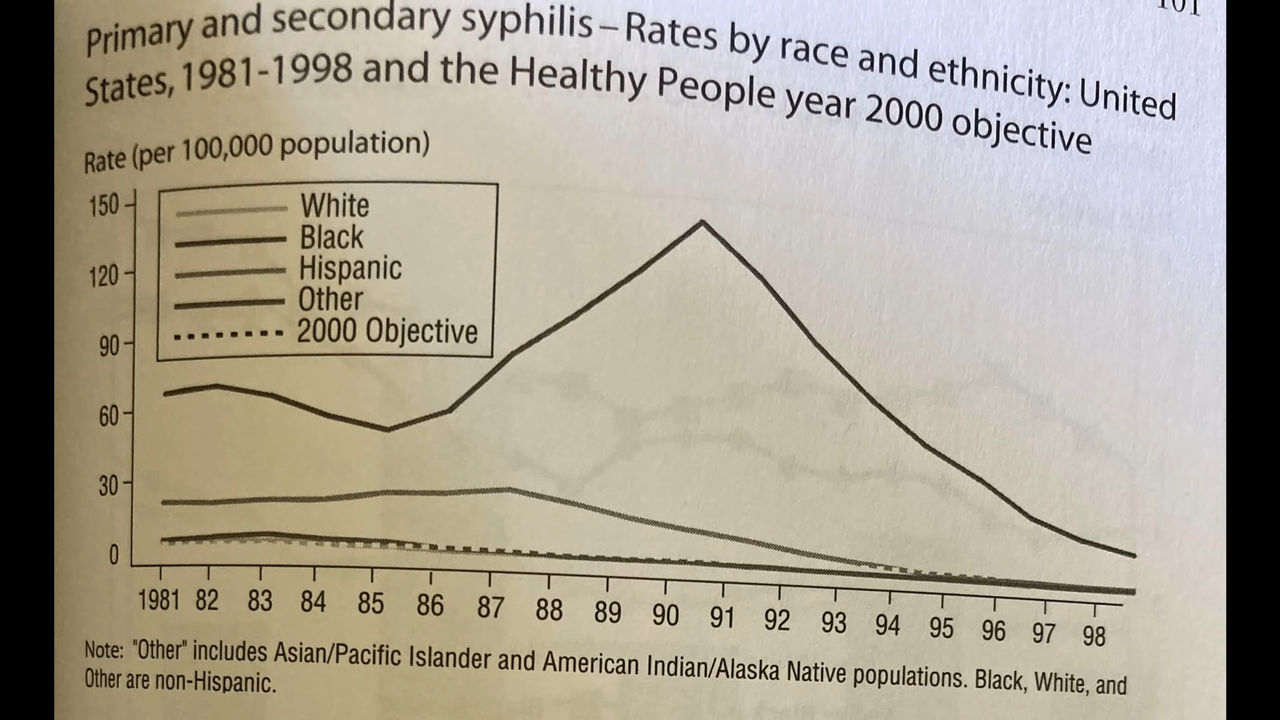 101
Primary and secondary syphilis – Rates by race and ethnicity: United
States, 1981-1998 and the Healthy People year 2000 objective
Rate (per 100,000 population)
150
120
90
60
30
0
White
Black
Hispanic
Other
2000 Objective
1981 82 83 84 85 86 87 88 89 90 91 92 93 94 95 96 97 98
Note: "Other" includes Asian/Pacific Islander and American Indian/Alaska Native populations. Black, White, and
Other are non-Hispanic.